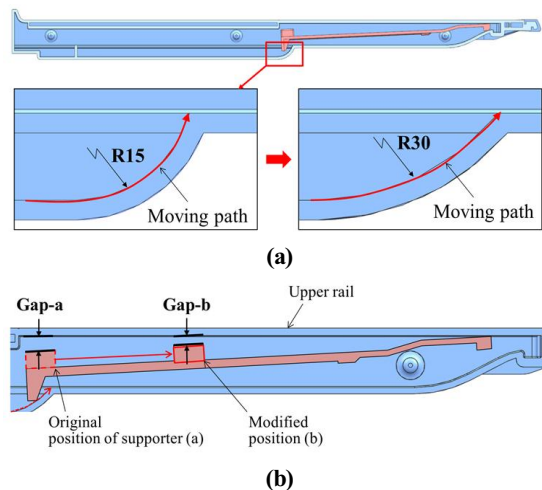 (a)
R15
Moving path
R30
Moving path
(a)
Gap-a
Gap-b
Upper rail
Original
position of supporter (a)
Modified
position (b)
(b)